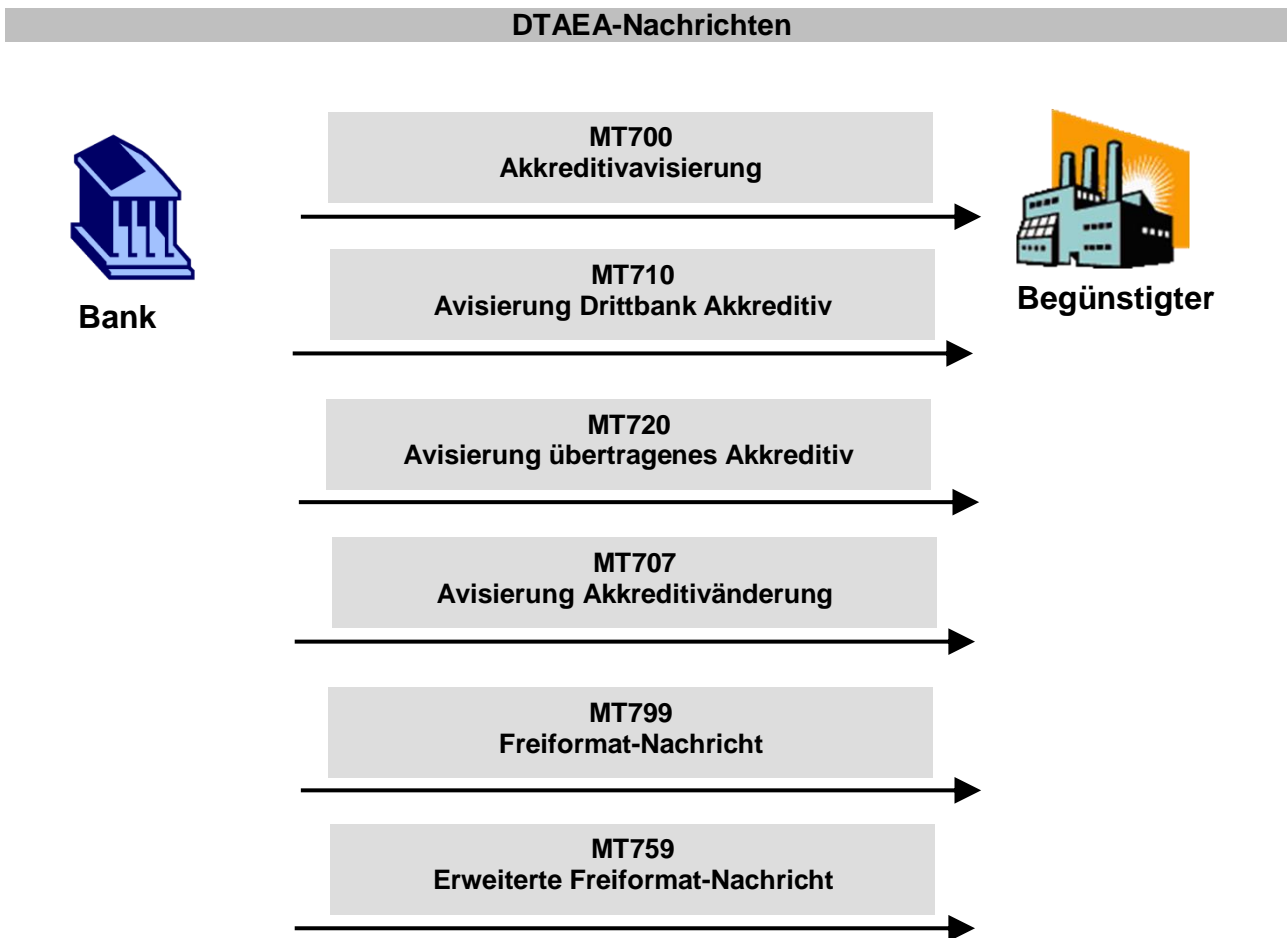 DTAEA-Nachrichten
MT700
Akkreditivavisierung
Bank
Begünstigter
MT710
Avisierung Drittbank Akkreditiv
MT720
Avisierung übertragenes Akkreditiv
MT707
Avisierung Akkreditivänderung
MT799
Freiformat-Nachricht
MT759
Erweiterte Freiformat-Nachricht